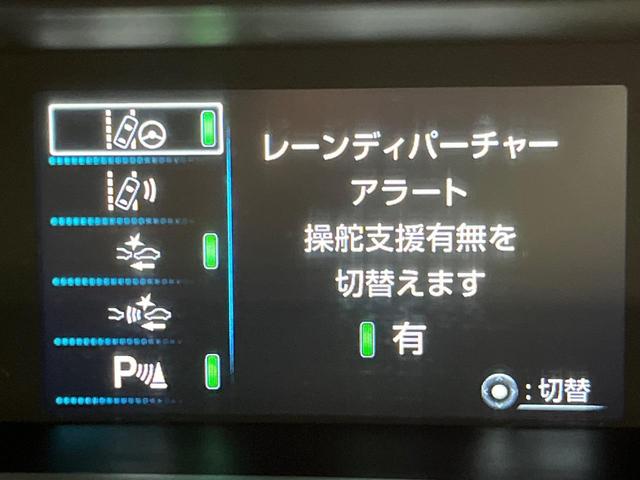 レーンディパーチャー
アラート
操舵支援有無を
切替えます
有
P
:切替